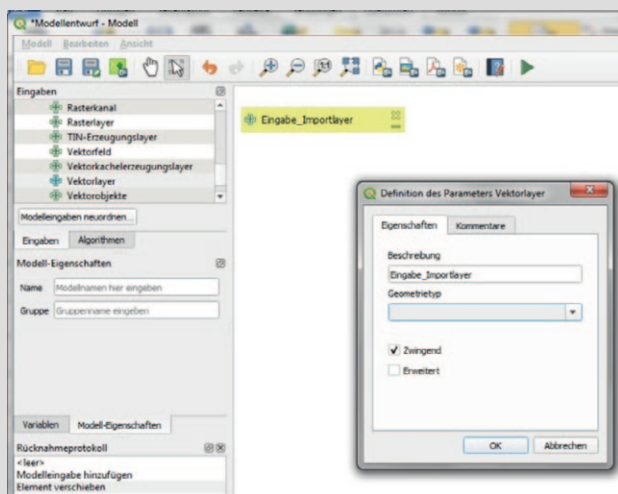 *Modellentwurf - Modell
Modell Bearbeiten Ansicht
Eingaben
Rasterkanal
Rasterlayer
TIN-Erzeugungslayer
Vektorfeld
Vektorkachelerzeugungslayer
Vektorlayer
Vektorobjekte
Modelleingaben neuordnen...
Eingaben Algorithmen
Modell-Eigenschaften
Name Modellnamen hier eingeben
Gruppe Gruppenname eingeben
Variablen Modell-Eigenschaften
Rücknahmeprotokoll
<leer>
Modelleingabe hinzufügen
Element verschieben
Eingabe_Importlayer
Definition des Parameters Vektorlayer
Eigenschaften Kommentare
Beschreibung
Eingabe_Importlayer
Geometrietyp
Zwingend
Erweitert
OK Abbrechen